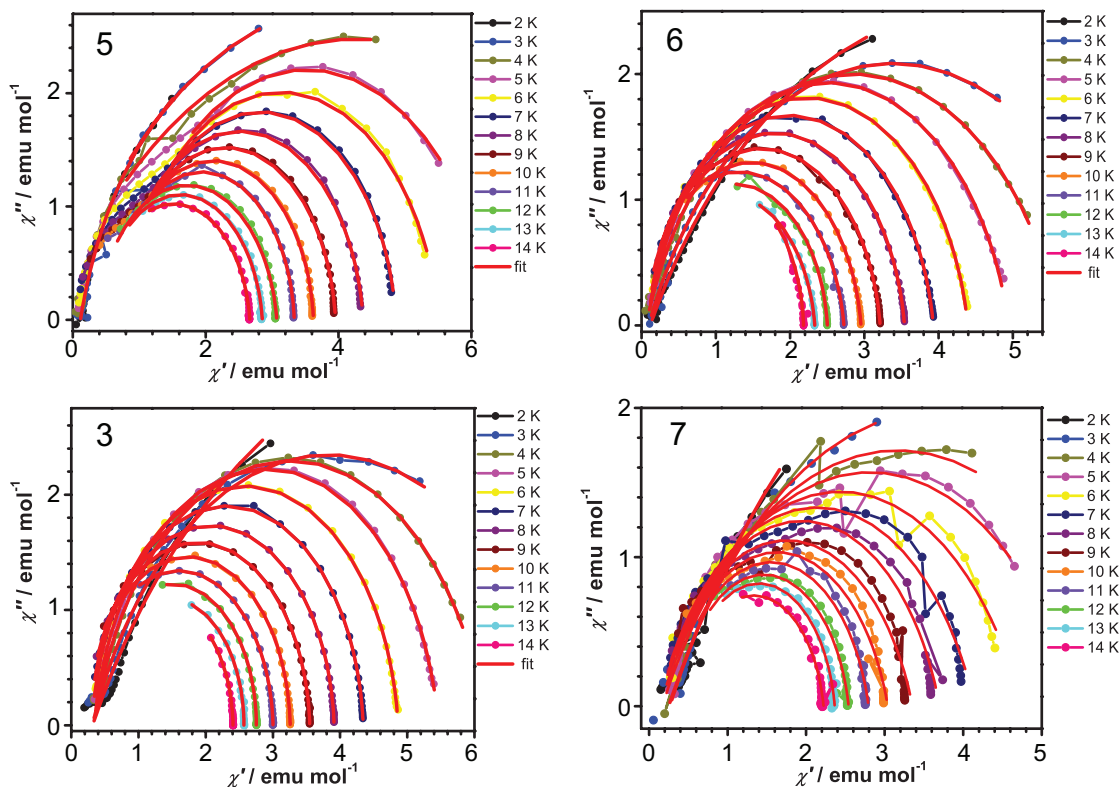 5
χ″ / emu mol⁻¹
2
1
0
0
2
4
6
χ′ / emu mol⁻¹
2 K
3 K
4 K
5 K
6 K
7 K
8 K
9 K
10 K
11 K
12 K
13 K
14 K
fit
6
χ″ / emu mol⁻¹
2
1
0
0
1
2
3
4
5
χ′ / emu mol⁻¹
2 K
3 K
4 K
5 K
6 K
7 K
8 K
9 K
10 K
11 K
12 K
13 K
14 K
fit
3
χ″ / emu mol⁻¹
2
1
0
0
2
4
6
χ′ / emu mol⁻¹
2 K
3 K
4 K
5 K
6 K
7 K
8 K
9 K
10 K
11 K
12 K
13 K
14 K
fit
7
χ″ / emu mol⁻¹
2
1
0
0
1
2
3
4
5
χ′ / emu mol⁻¹
2 K
3 K
4 K
5 K
6 K
7 K
8 K
9 K
10 K
11 K
12 K
13 K
14 K